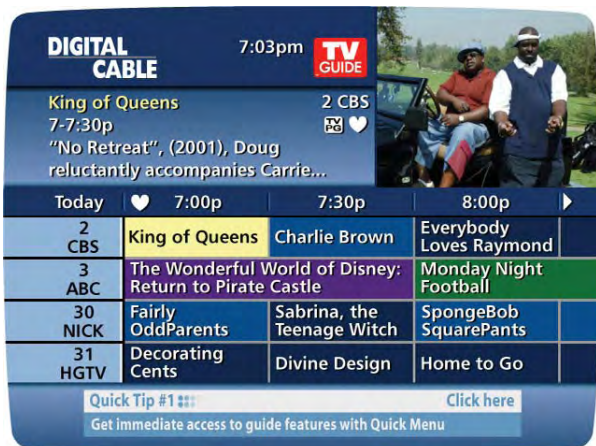 DIGITAL
CABLE
7:03pm
TV
GUIDE
King of Queens
2 CBS
7-7:30p
TV
PG
“No Retreat”, (2001), Doug
reluctantly accompanies Carrie...
Today 7:00p 7:30p 8:00p
2
CBS
King of Queens
Charlie Brown
Everybody
Loves Raymond
3
ABC
The Wonderful World of Disney:
Return to Pirate Castle
Monday Night
Football
30
NICK
Fairly
OddParents
Sabrina, the
Teenage Witch
SpongeBob
SquarePants
31
HGTV
Decorating
Cents
Divine Design
Home to Go
Quick Tip #1
Click here
Get immediate access to guide features with Quick Menu